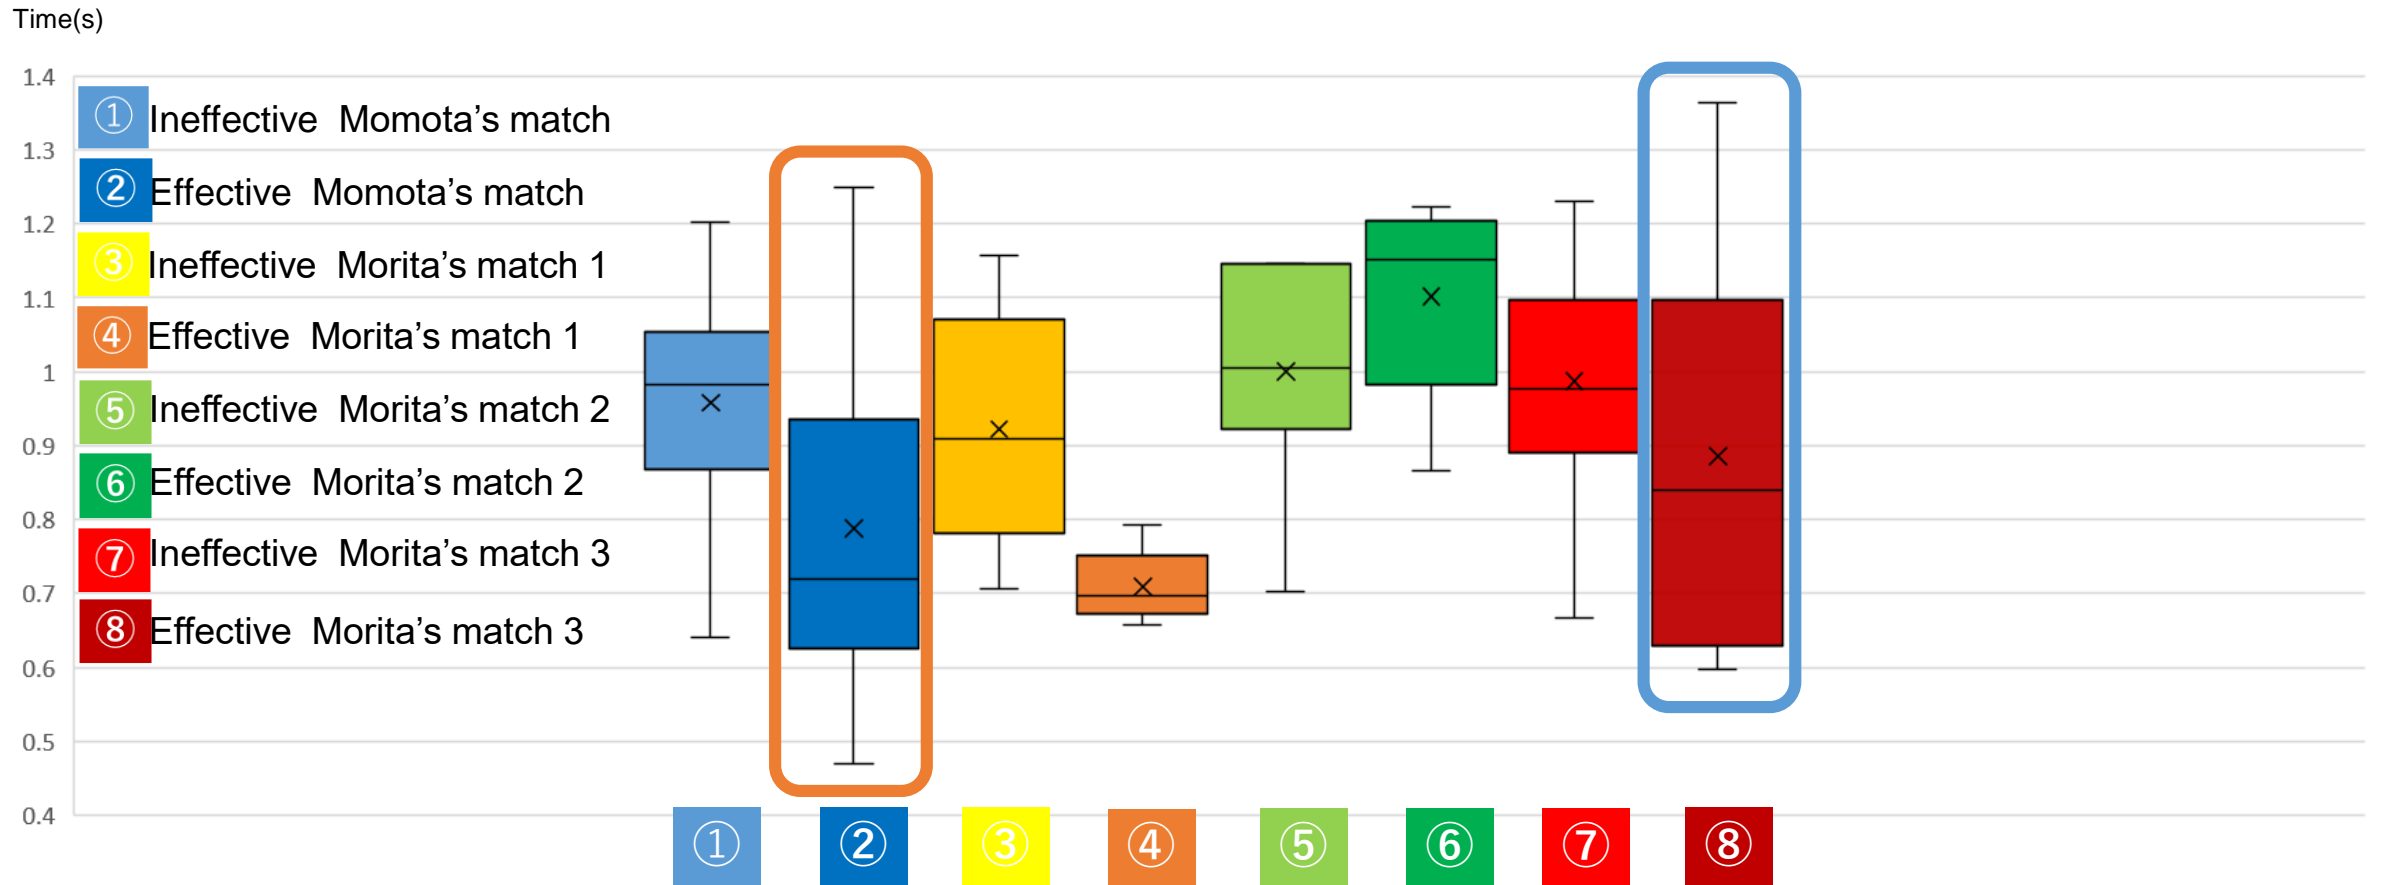 Time(s)
1.4
① Ineffective Momota’s match
1.3
② Effective Momota’s match
1.2
③ Ineffective Morita’s match 1
1.1
④ Effective Morita’s match 1
1
⑤ Ineffective Morita’s match 2
0.9
⑥ Effective Morita’s match 2
0.8
⑦ Ineffective Morita’s match 3
0.7
⑧ Effective Morita’s match 3
0.6
0.5
0.4
① ② ③ ④ ⑤ ⑥ ⑦ ⑧